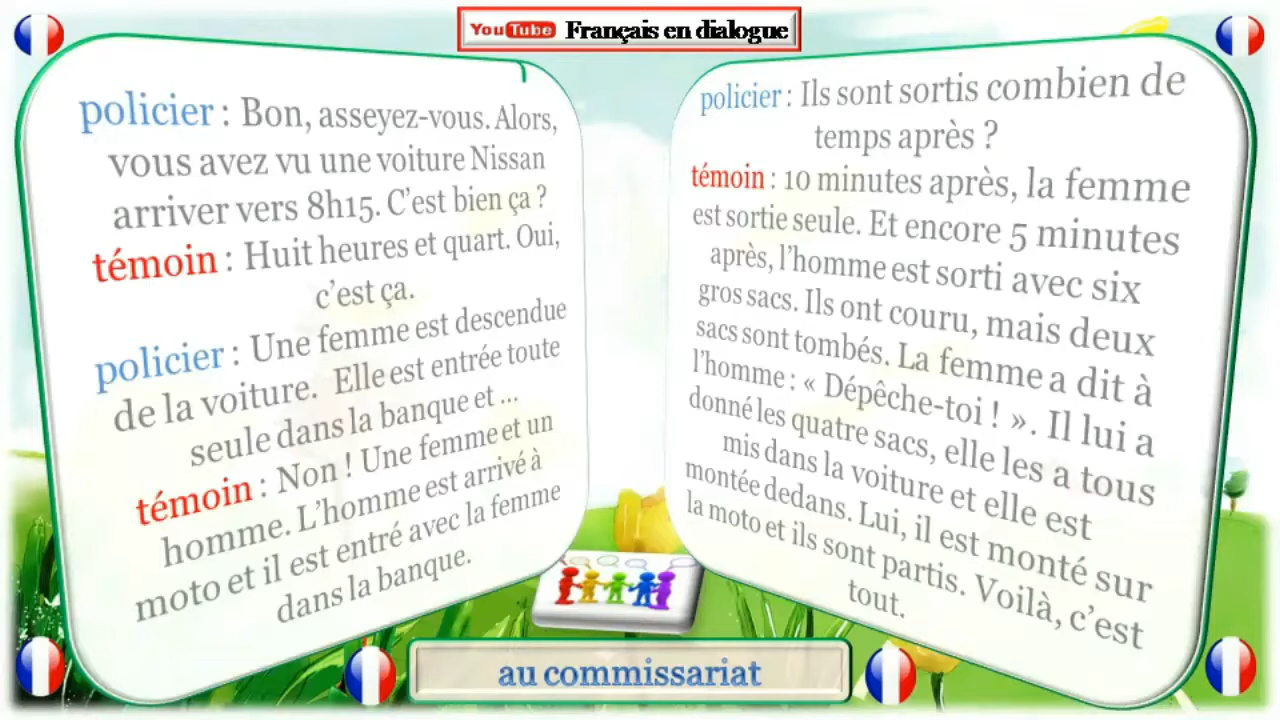 YouTube Français en dialogue
policier : Bon, asseyez-vous. Alors,
vous avez vu une voiture Nissan
arriver vers 8h15. C’est bien ça ?
témoin : Huit heures et quart. Oui,
c’est ça.
policier : Une femme est descendue
de la voiture. Elle est entrée toute
seule dans la banque et ...
témoin : Non ! Une femme et un
homme. L’homme est arrivé à
moto et il est entré avec la femme
dans la banque.
policier : Ils sont sortis combien de
temps après ?
témoin : 10 minutes après, la femme
est sortie seule. Et encore 5 minutes
après, l’homme est sorti avec six
gros sacs. Ils ont couru, mais deux
sacs sont tombés. La femme a dit à
l’homme : « Dépêche-toi ! ». Il lui a
donné les quatre sacs, elle les a tous
mis dans la voiture et elle est
montée dedans. Lui, il est monté sur
la moto et ils sont partis. Voilà, c’est
tout.
au commissariat